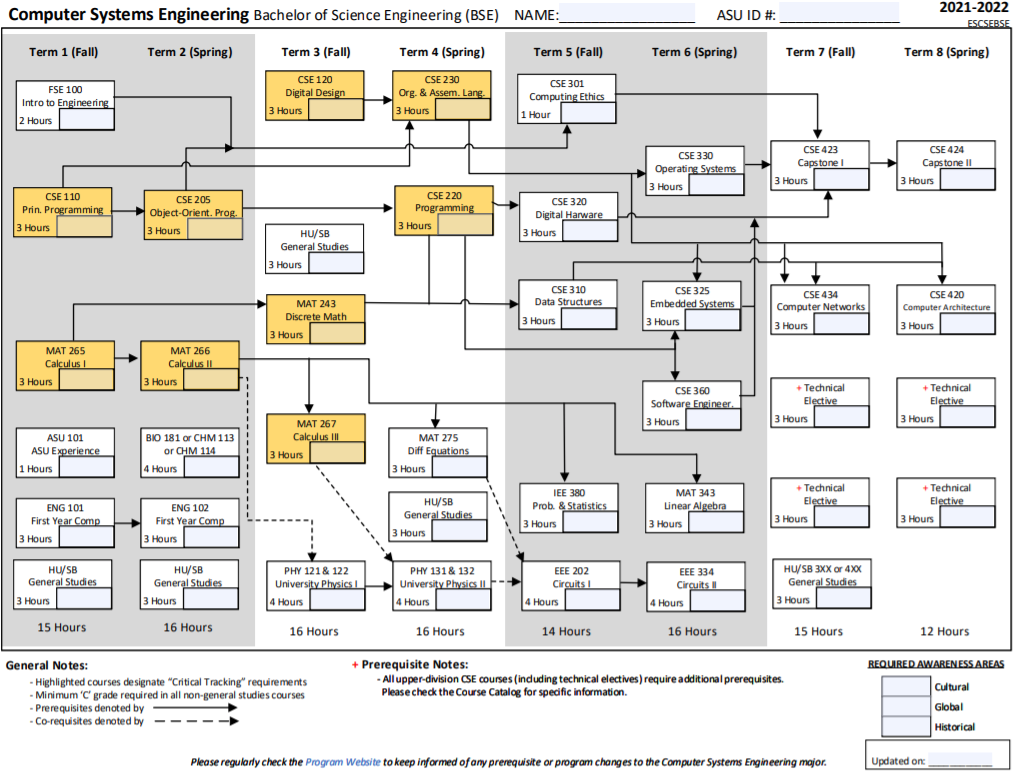 Computer Systems Engineering Bachelor of Science Engineering (BSE) NAME: ASU ID #: 2021-2022
ESCSEBSE
Term 1 (Fall) Term 2 (Spring) Term 3 (Fall) Term 4 (Spring) Term 5 (Fall) Term 6 (Spring) Term 7 (Fall) Term 8 (Spring)
FSE 100
Intro to Engineering
2 Hours
CSE 110
Prin. Programming
3 Hours
MAT 265
Calculus I
3 Hours
ASU 101
ASU Experience
1 Hours
ENG 101
First Year Comp
3 Hours
HU/SB
General Studies
3 Hours
15 Hours
CSE 205
Object-Orient. Prog.
3 Hours
MAT 266
Calculus II
3 Hours
BIO 181 or CHM 113
or CHM 114
4 Hours
ENG 102
First Year Comp
3 Hours
HU/SB
General Studies
3 Hours
16 Hours
CSE 120
Digital Design
3 Hours
HU/SB
General Studies
3 Hours
MAT 243
Discrete Math
3 Hours
MAT 267
Calculus III
3 Hours
PHY 121 & 122
University Physics I
4 Hours
16 Hours
CSE 230
Org. & Assem. Lang.
3 Hours
CSE 220
Programming
3 Hours
MAT 275
Diff Equations
3 Hours
HU/SB
General Studies
3 Hours
PHY 131 & 132
University Physics II
4 Hours
16 Hours
CSE 301
Computing Ethics
1 Hour
CSE 320
Digital Harware
3 Hours
CSE 310
Data Structures
3 Hours
IEE 380
Prob. & Statistics
3 Hours
EEE 202
Circuits I
4 Hours
14 Hours
CSE 330
Operating Systems
3 Hours
CSE 325
Embedded Systems
3 Hours
CSE 360
Software Engineer.
3 Hours
MAT 343
Linear Algebra
3 Hours
EEE 334
Circuits II
4 Hours
16 Hours
CSE 423
Capstone I
3 Hours
CSE 434
Computer Networks
3 Hours
+ Technical
Elective
3 Hours
+ Technical
Elective
3 Hours
HU/SB 3XX or 4XX
General Studies
3 Hours
15 Hours
CSE 424
Capstone II
3 Hours
CSE 420
Computer Architecture
3 Hours
+ Technical
Elective
3 Hours
+ Technical
Elective
3 Hours
12 Hours
General Notes:
- Highlighted courses designate “Critical Tracking” requirements
- Minimum ‘C’ grade required in all non-general studies courses
- Prerequisites denoted by
- Co-requisites denoted by
+ Prerequisite Notes:
- All upper-division CSE courses (including technical electives) require additional prerequisites.
Please check the Course Catalog for specific information.
REQUIRED AWARENESS AREAS
Cultural
Global
Historical
Updated on:
Please regularly check the Program Website to keep informed of any prerequisite or program changes to the Computer Systems Engineering major.